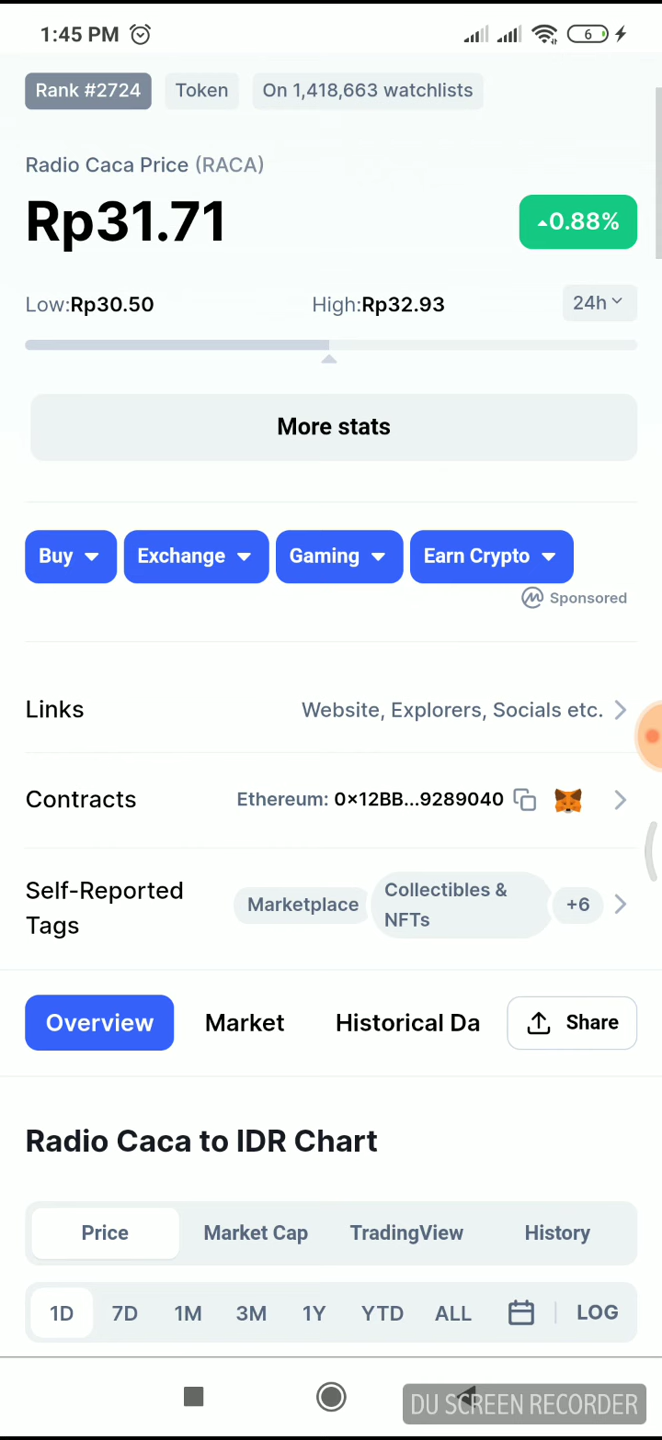 1:45 PM
6
Rank #2724 Token On 1,418,663 watchlists
Radio Caca Price (RACA)
Rp31.71
0.88%
Low:Rp30.50 High:Rp32.93 24h
More stats
Buy Exchange Gaming Earn Crypto
Sponsored
Links Website, Explorers, Socials etc.
Contracts Ethereum: 0x12BB...9289040
Self-Reported
Tags
Marketplace
Collectibles &
NFTs
+6
Overview Market Historical Da Share
Radio Caca to IDR Chart
Price Market Cap TradingView History
1D 7D 1M 3M 1Y YTD ALL LOG
DU SCREEN RECORDER